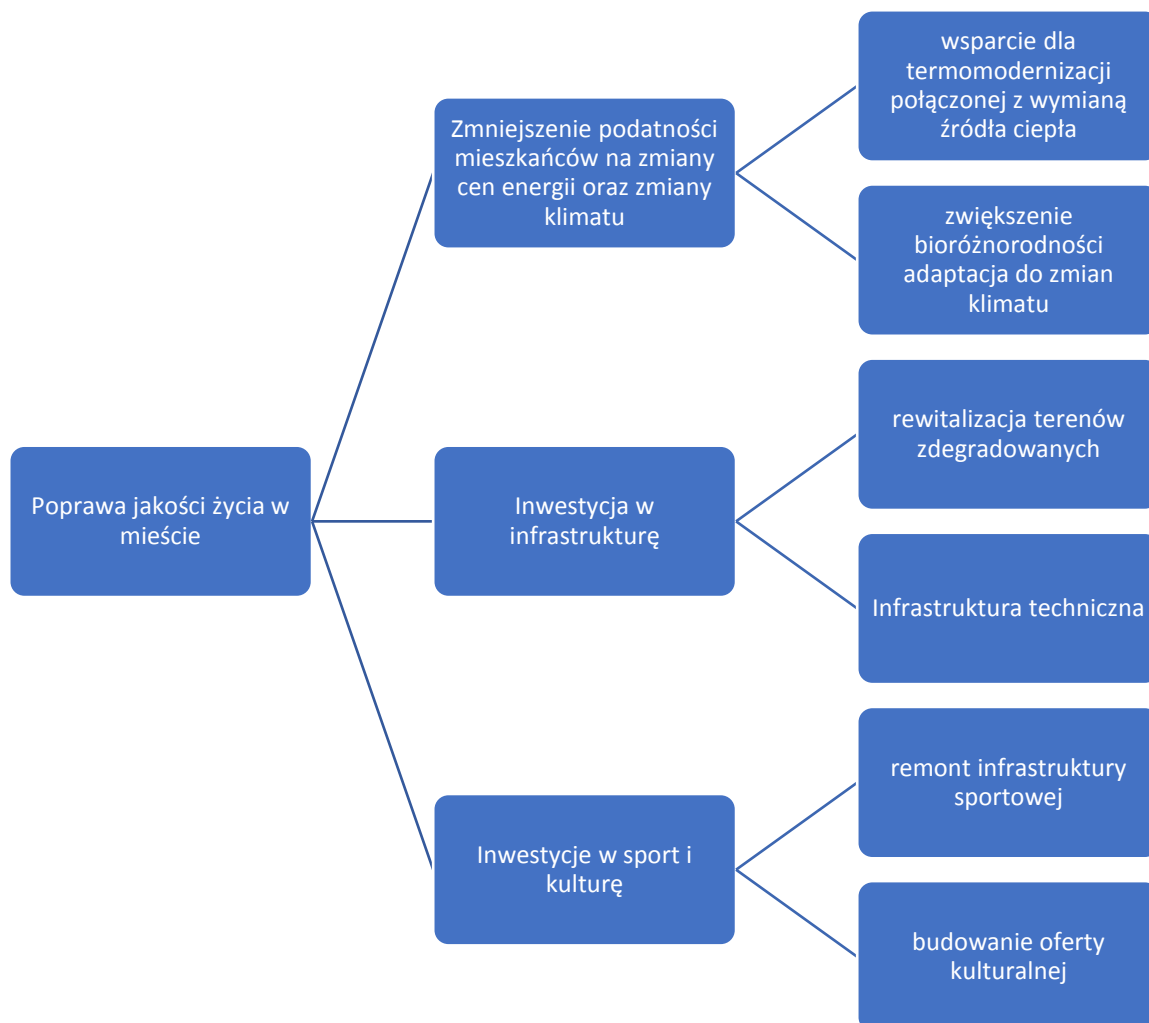 wsparcie dla
termomodernizacji
połączonej z wymianą
źródła ciepła
Zmniejszenie podatności
mieszkańców na zmiany
cen energii oraz zmiany
klimatu
zwiększenie
bioróżnorodności
adaptacja do zmian
klimatu
rewitalizacja terenów
zdegradowanych
Poprawa jakości życia w
mieście
Inwestycja w
infrastrukturę
Infrastruktura techniczna
remont infrastruktury
sportowej
Inwestycje w sport i
kulturę
budowanie oferty
kulturalnej